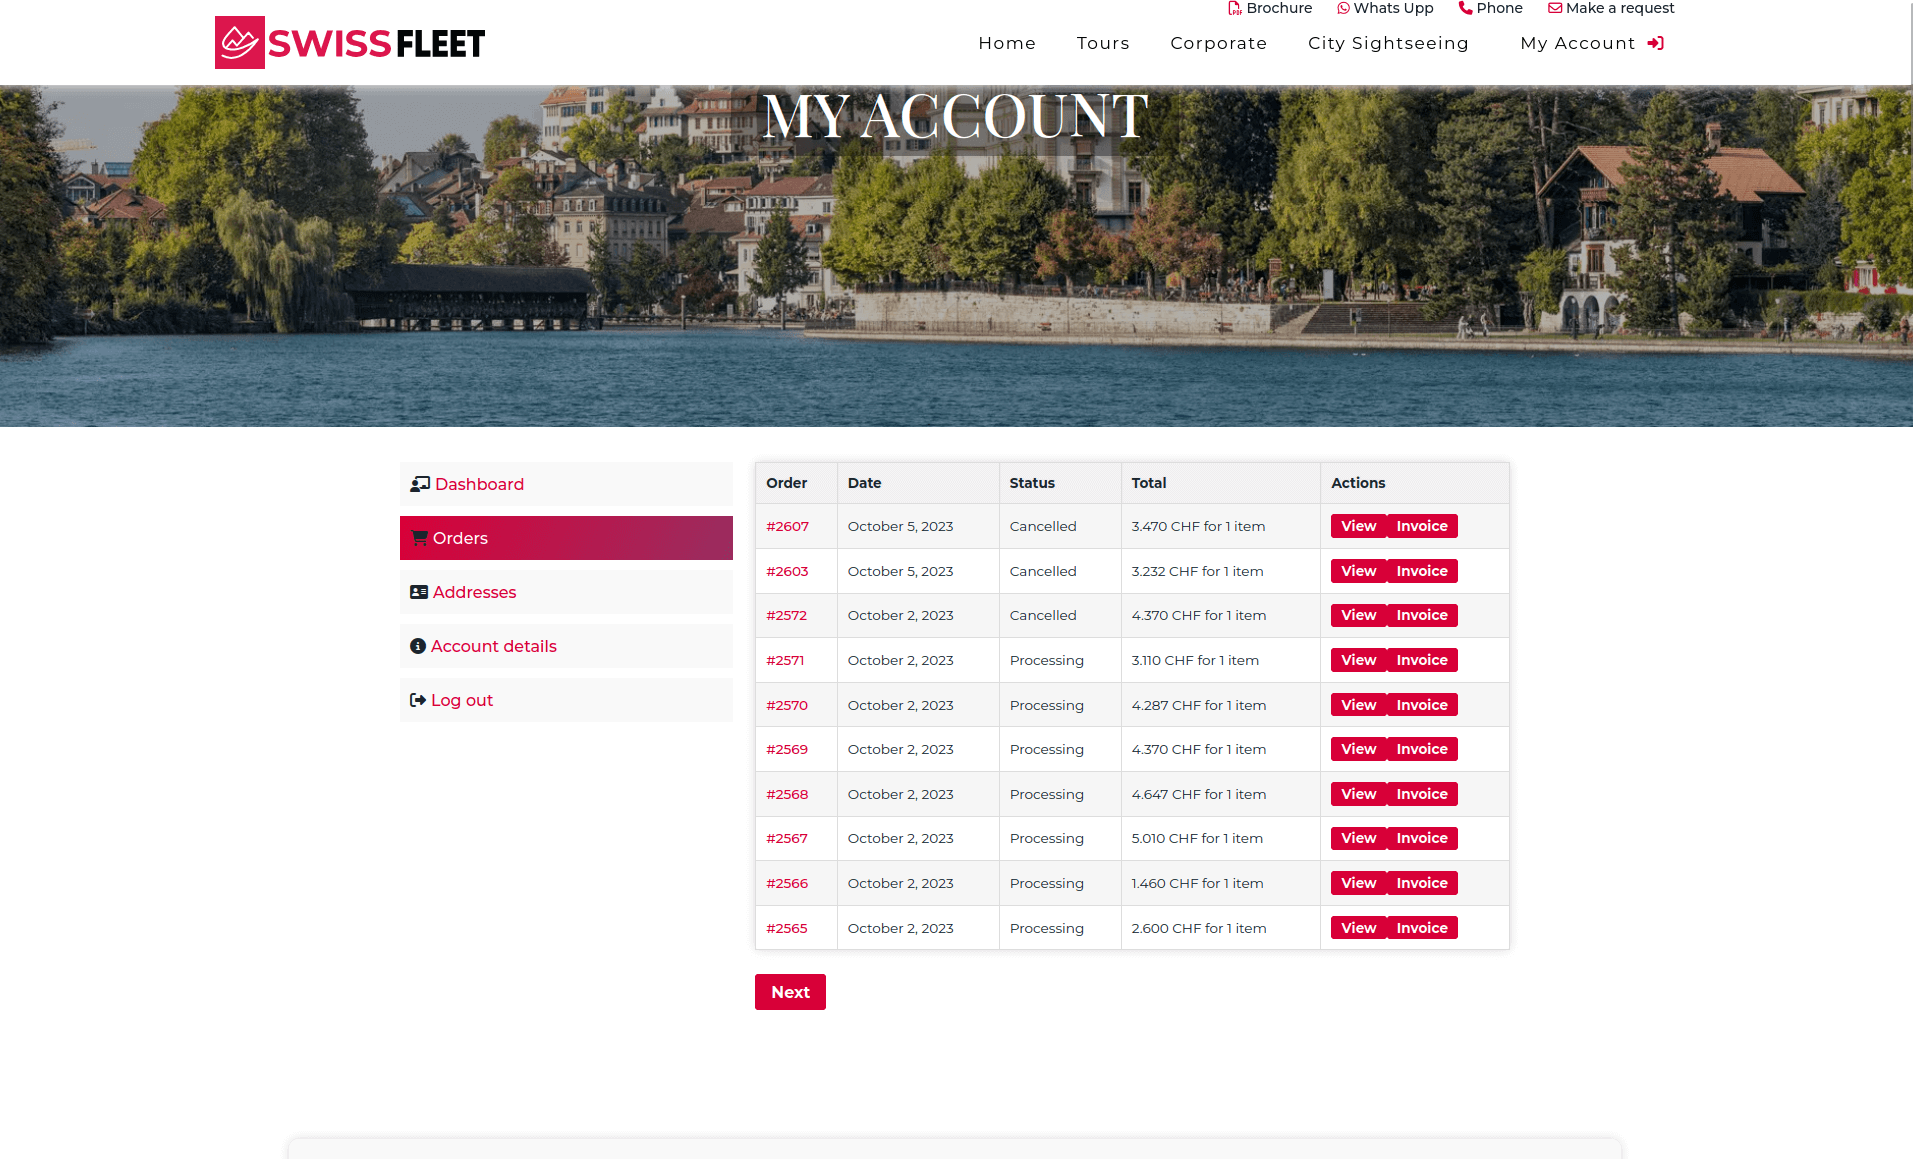 Brochure Whats Upp Phone Make a request
SWISS FLEET
Home Tours Corporate City Sightseeing My Account
MY ACCOUNT
Dashboard
Orders
Addresses
Account details
Log out
Order Date Status Total Actions
#2607 October 5, 2023 Cancelled 3.470 CHF for 1 item View Invoice
#2603 October 5, 2023 Cancelled 3.232 CHF for 1 item View Invoice
#2572 October 2, 2023 Cancelled 4.370 CHF for 1 item View Invoice
#2571 October 2, 2023 Processing 3.110 CHF for 1 item View Invoice
#2570 October 2, 2023 Processing 4.287 CHF for 1 item View Invoice
#2569 October 2, 2023 Processing 4.370 CHF for 1 item View Invoice
#2568 October 2, 2023 Processing 4.647 CHF for 1 item View Invoice
#2567 October 2, 2023 Processing 5.010 CHF for 1 item View Invoice
#2566 October 2, 2023 Processing 1.460 CHF for 1 item View Invoice
#2565 October 2, 2023 Processing 2.600 CHF for 1 item View Invoice
Next